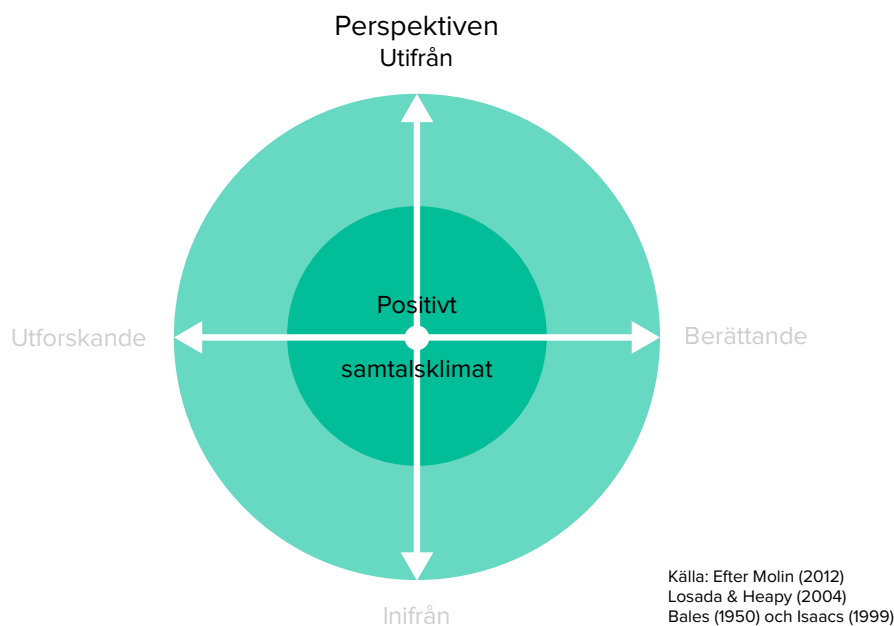 Perspektiven
Utifrån
Positivt
Utforskande
Berättande
samtalsklimat
Inifrån
Källa: Efter Molin (2012)
Losada & Heapy (2004)
Bales (1950) och Isaacs (1999)